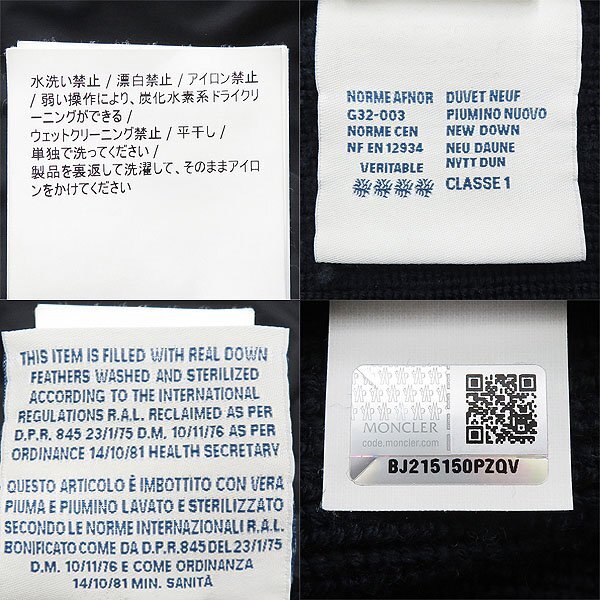 水洗い禁止 / 漂白禁止 / アイロン禁止
/ 弱い操作により、炭化水素系ドライクリ
ーニングができる /
ウェットクリーニング禁止 / 平干し /
単独で洗ってください /
製品を裏返して洗濯して、そのままアイロ
ンをかけてください
NORME AFNOR
G32-003
NORME CEN
NF EN 12934
VERITABLE
DUVET NEUF
PIUMINO NUOVO
NEW DOWN
NEU DAUNE
NYTT DUN
CLASSE 1
THIS ITEM IS FILLED WITH REAL DOWN
FEATHERS WASHED AND STERILIZED
ACCORDING TO THE INTERNATIONAL
REGULATIONS R.A.L. RECLAIMED AS PER
D.P.R. 845 23/1/75 D.M. 10/11/76 AS PER
ORDINANCE 14/10/81 HEALTH SECRETARY
QUESTO ARTICOLO È IMBOTTITO CON VERA
PIUMA E PIUMINO LAVATO E STERILIZZATO
SECONDO LE NORME INTERNAZIONALI R.A.L.
BONIFICATO COME DA D.P.R. 845 DEL 23/1/75
D.M. 10/11/76 E COME ORDINANZA
14/10/81 MIN. SANITÀ
MONCLER
code.moncler.com
BJ215150PZQV